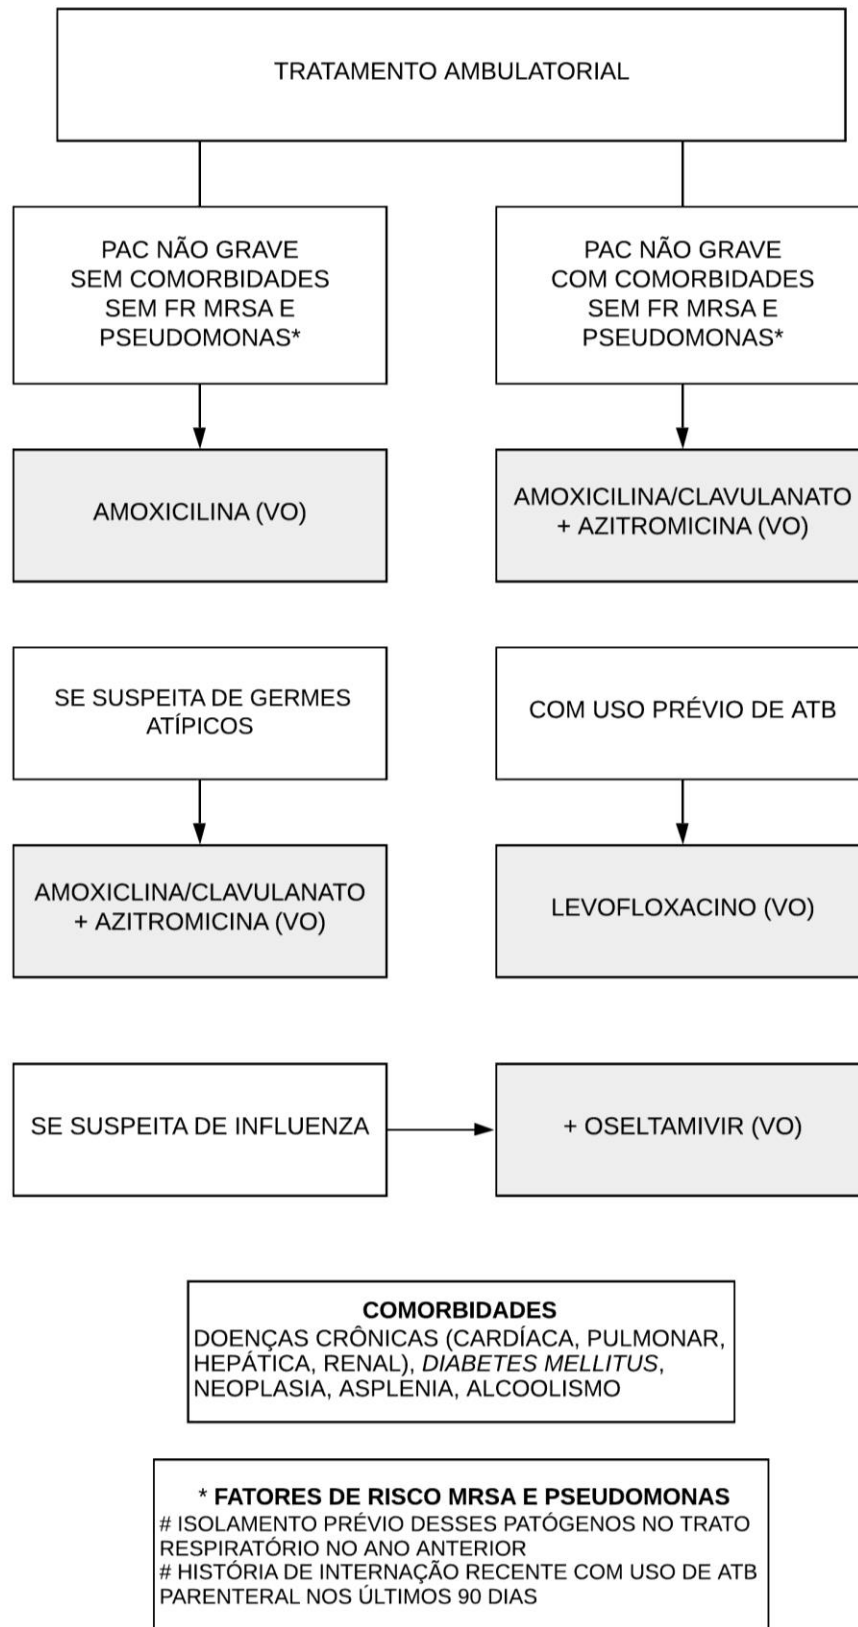 TRATAMENTO AMBULATORIAL
PAC NÃO GRAVE
SEM COMORBIDADES
SEM FR MRSA E
PSEUDOMONAS*
PAC NÃO GRAVE
COM COMORBIDADES
SEM FR MRSA E
PSEUDOMONAS*
AMOXICILINA (VO)
AMOXICILINA/CLAVULANATO
+ AZITROMICINA (VO)
SE SUSPEITA DE GERMES
ATÍPICOS
COM USO PRÉVIO DE ATB
AMOXICLINA/CLAVULANATO
+ AZITROMICINA (VO)
LEVOFLOXACINO (VO)
SE SUSPEITA DE INFLUENZA
+ OSELTAMIVIR (VO)
COMORBIDADES
DOENÇAS CRÔNICAS (CARDÍACA, PULMONAR,
HEPÁTICA, RENAL), DIABETES MELLITUS,
NEOPLASIA, ASPLENIA, ALCOOLISMO
* FATORES DE RISCO MRSA E PSEUDOMONAS
# ISOLAMENTO PRÉVIO DESSES PATÓGENOS NO TRATO
RESPIRATÓRIO NO ANO ANTERIOR
# HISTÓRIA DE INTERNAÇÃO RECENTE COM USO DE ATB
PARENTERAL NOS ÚLTIMOS 90 DIAS